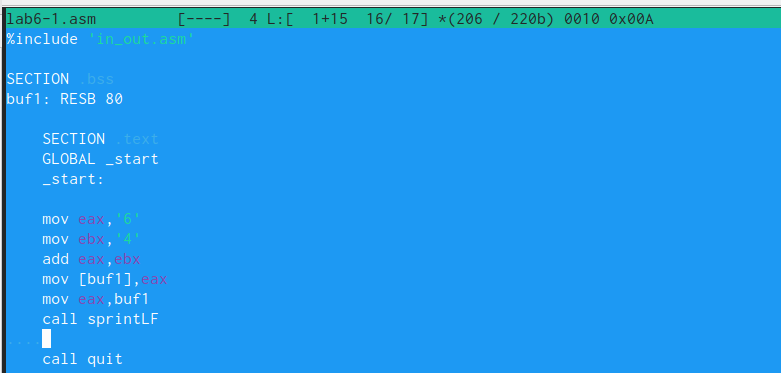 lab6-1.asm [----] 4 L:[ 1+15 16/ 17] *(206 / 220b) 0010 0x00A
%include 'in_out.asm'
SECTION .bss
buf1: RESB 80
SECTION .text
GLOBAL _start
_start:
mov eax,'6'
mov ebx,'4'
add eax,ebx
mov [buf1],eax
mov eax,buf1
call sprintLF
....
call quit